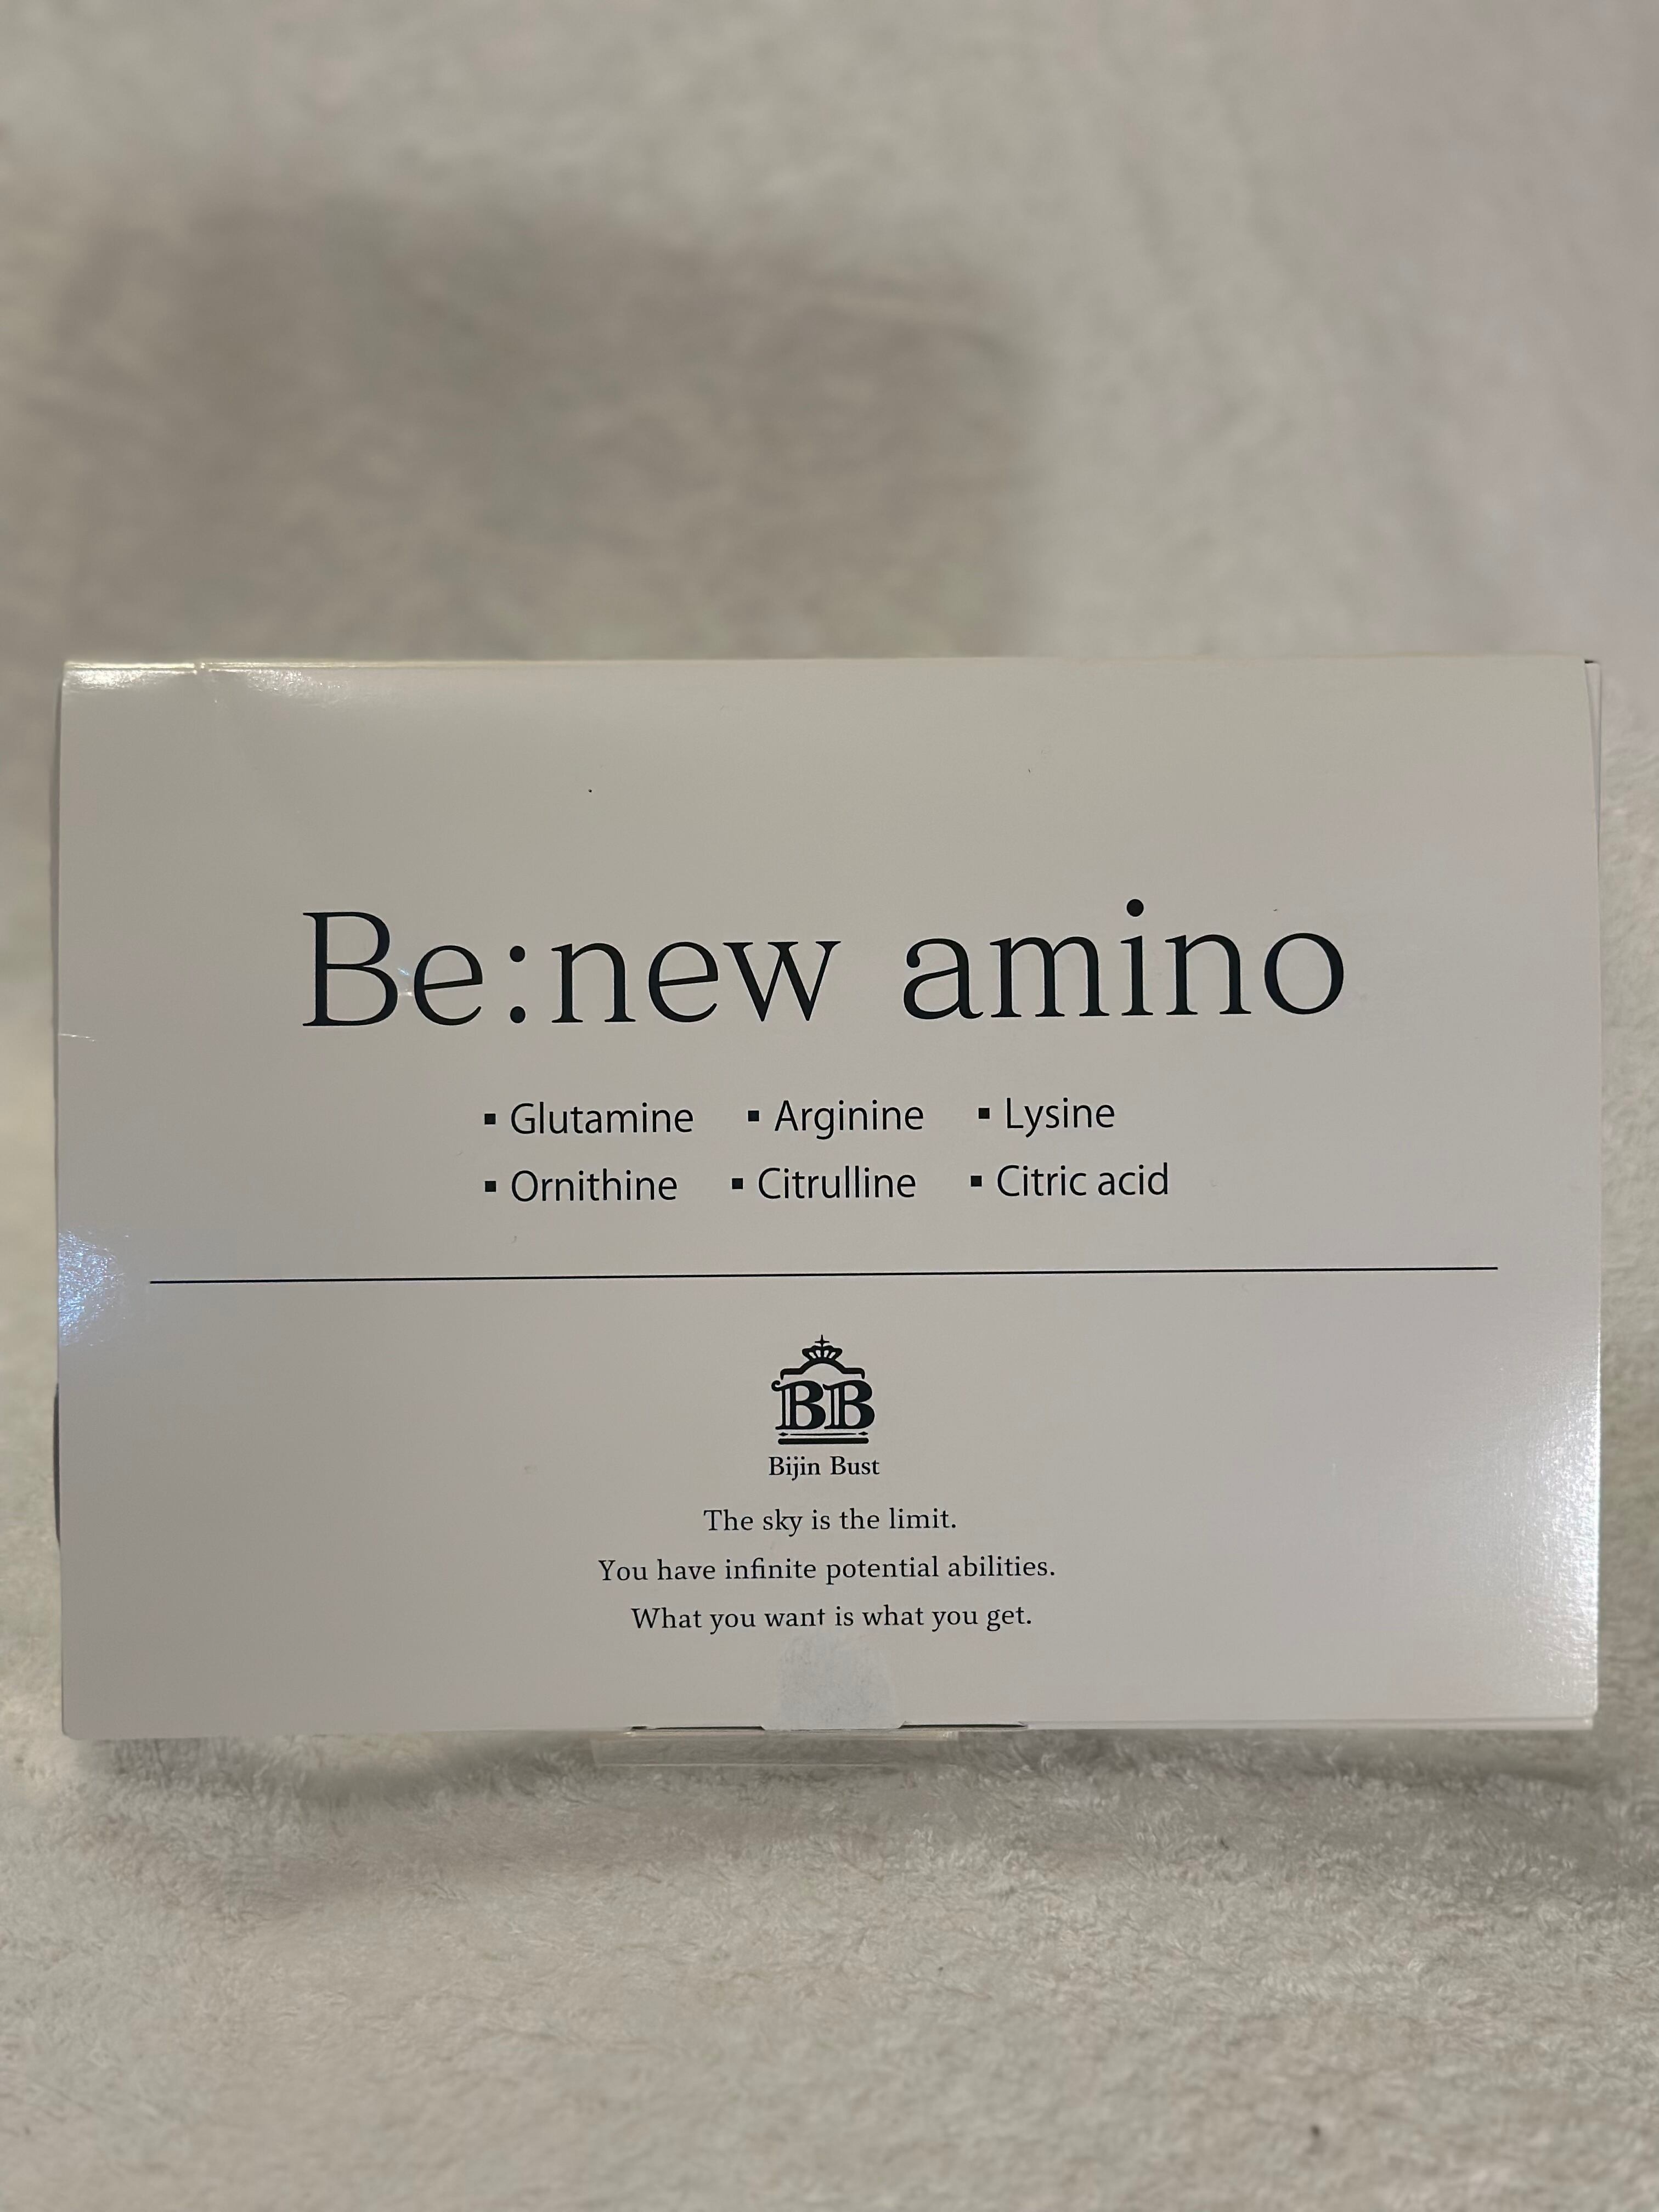 Be:new amino
▪ Glutamine ▪ Arginine ▪ Lysine
▪ Ornithine ▪ Citrulline ▪ Citric acid
BB
Bijin Bust
The sky is the limit.
You have infinite potential abilities.
What you want is what you get.